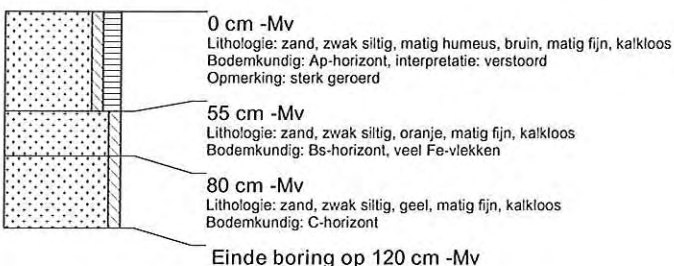 0 cm -Mv
Lithologie: zand, zwak siltig, matig humeus, bruin, matig fijn, kalkloos
Bodemkundig: Ap-horizont, interpretatie: verstoord
Opmerking: sterk geroerd
55 cm -Mv
Lithologie: zand, zwak siltig, oranje, matig fijn, kalkloos
Bodemkundig: Bs-horizont, veel Fe-vlekken
80 cm -Mv
Lithologie: zand, zwak siltig, geel, matig fijn, kalkloos
Bodemkundig: C-horizont
Einde boring op 120 cm -Mv